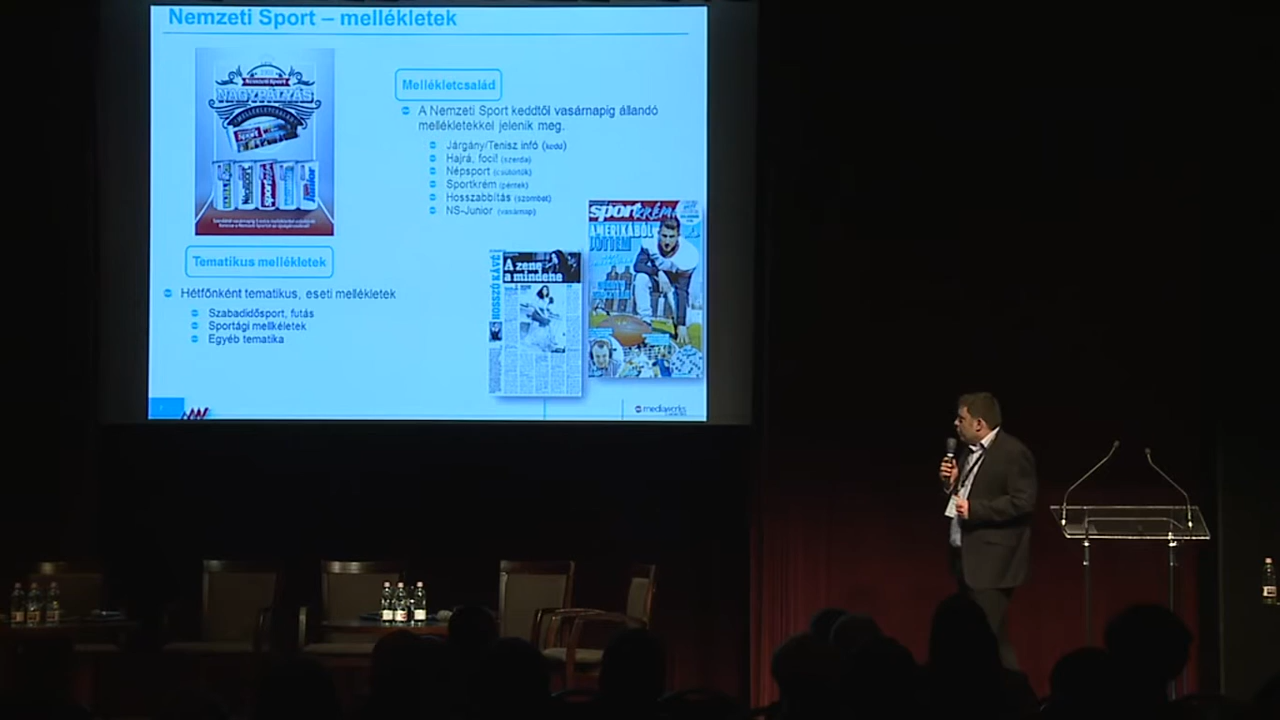 Nemzeti Sport – mellékletek
NAGYPÁLYÁS
MELLÉKLETCSALÁD
Mellékletcsalád
A Nemzeti Sport keddtől vasárnapig állandó
mellékletekkel jelenik meg.
Járgány/Tenisz infó (kedd)
Hajrá, foci! (szerda)
Népsport (csütörtök)
Sportkrém (péntek)
Hosszabbítás (szombat)
NS-Junior (vasárnap)
Tematikus mellékletek
Hétfőnként tematikus, eseti mellékletek
Szabadidősport, futás
Sportági mellkéletek
Egyéb tematika
HOSSZÚ KÁVÉ
A zene
a mindene
sportKRÉM
AMERIKÁBÓL
JÖTTEM
mediaworks